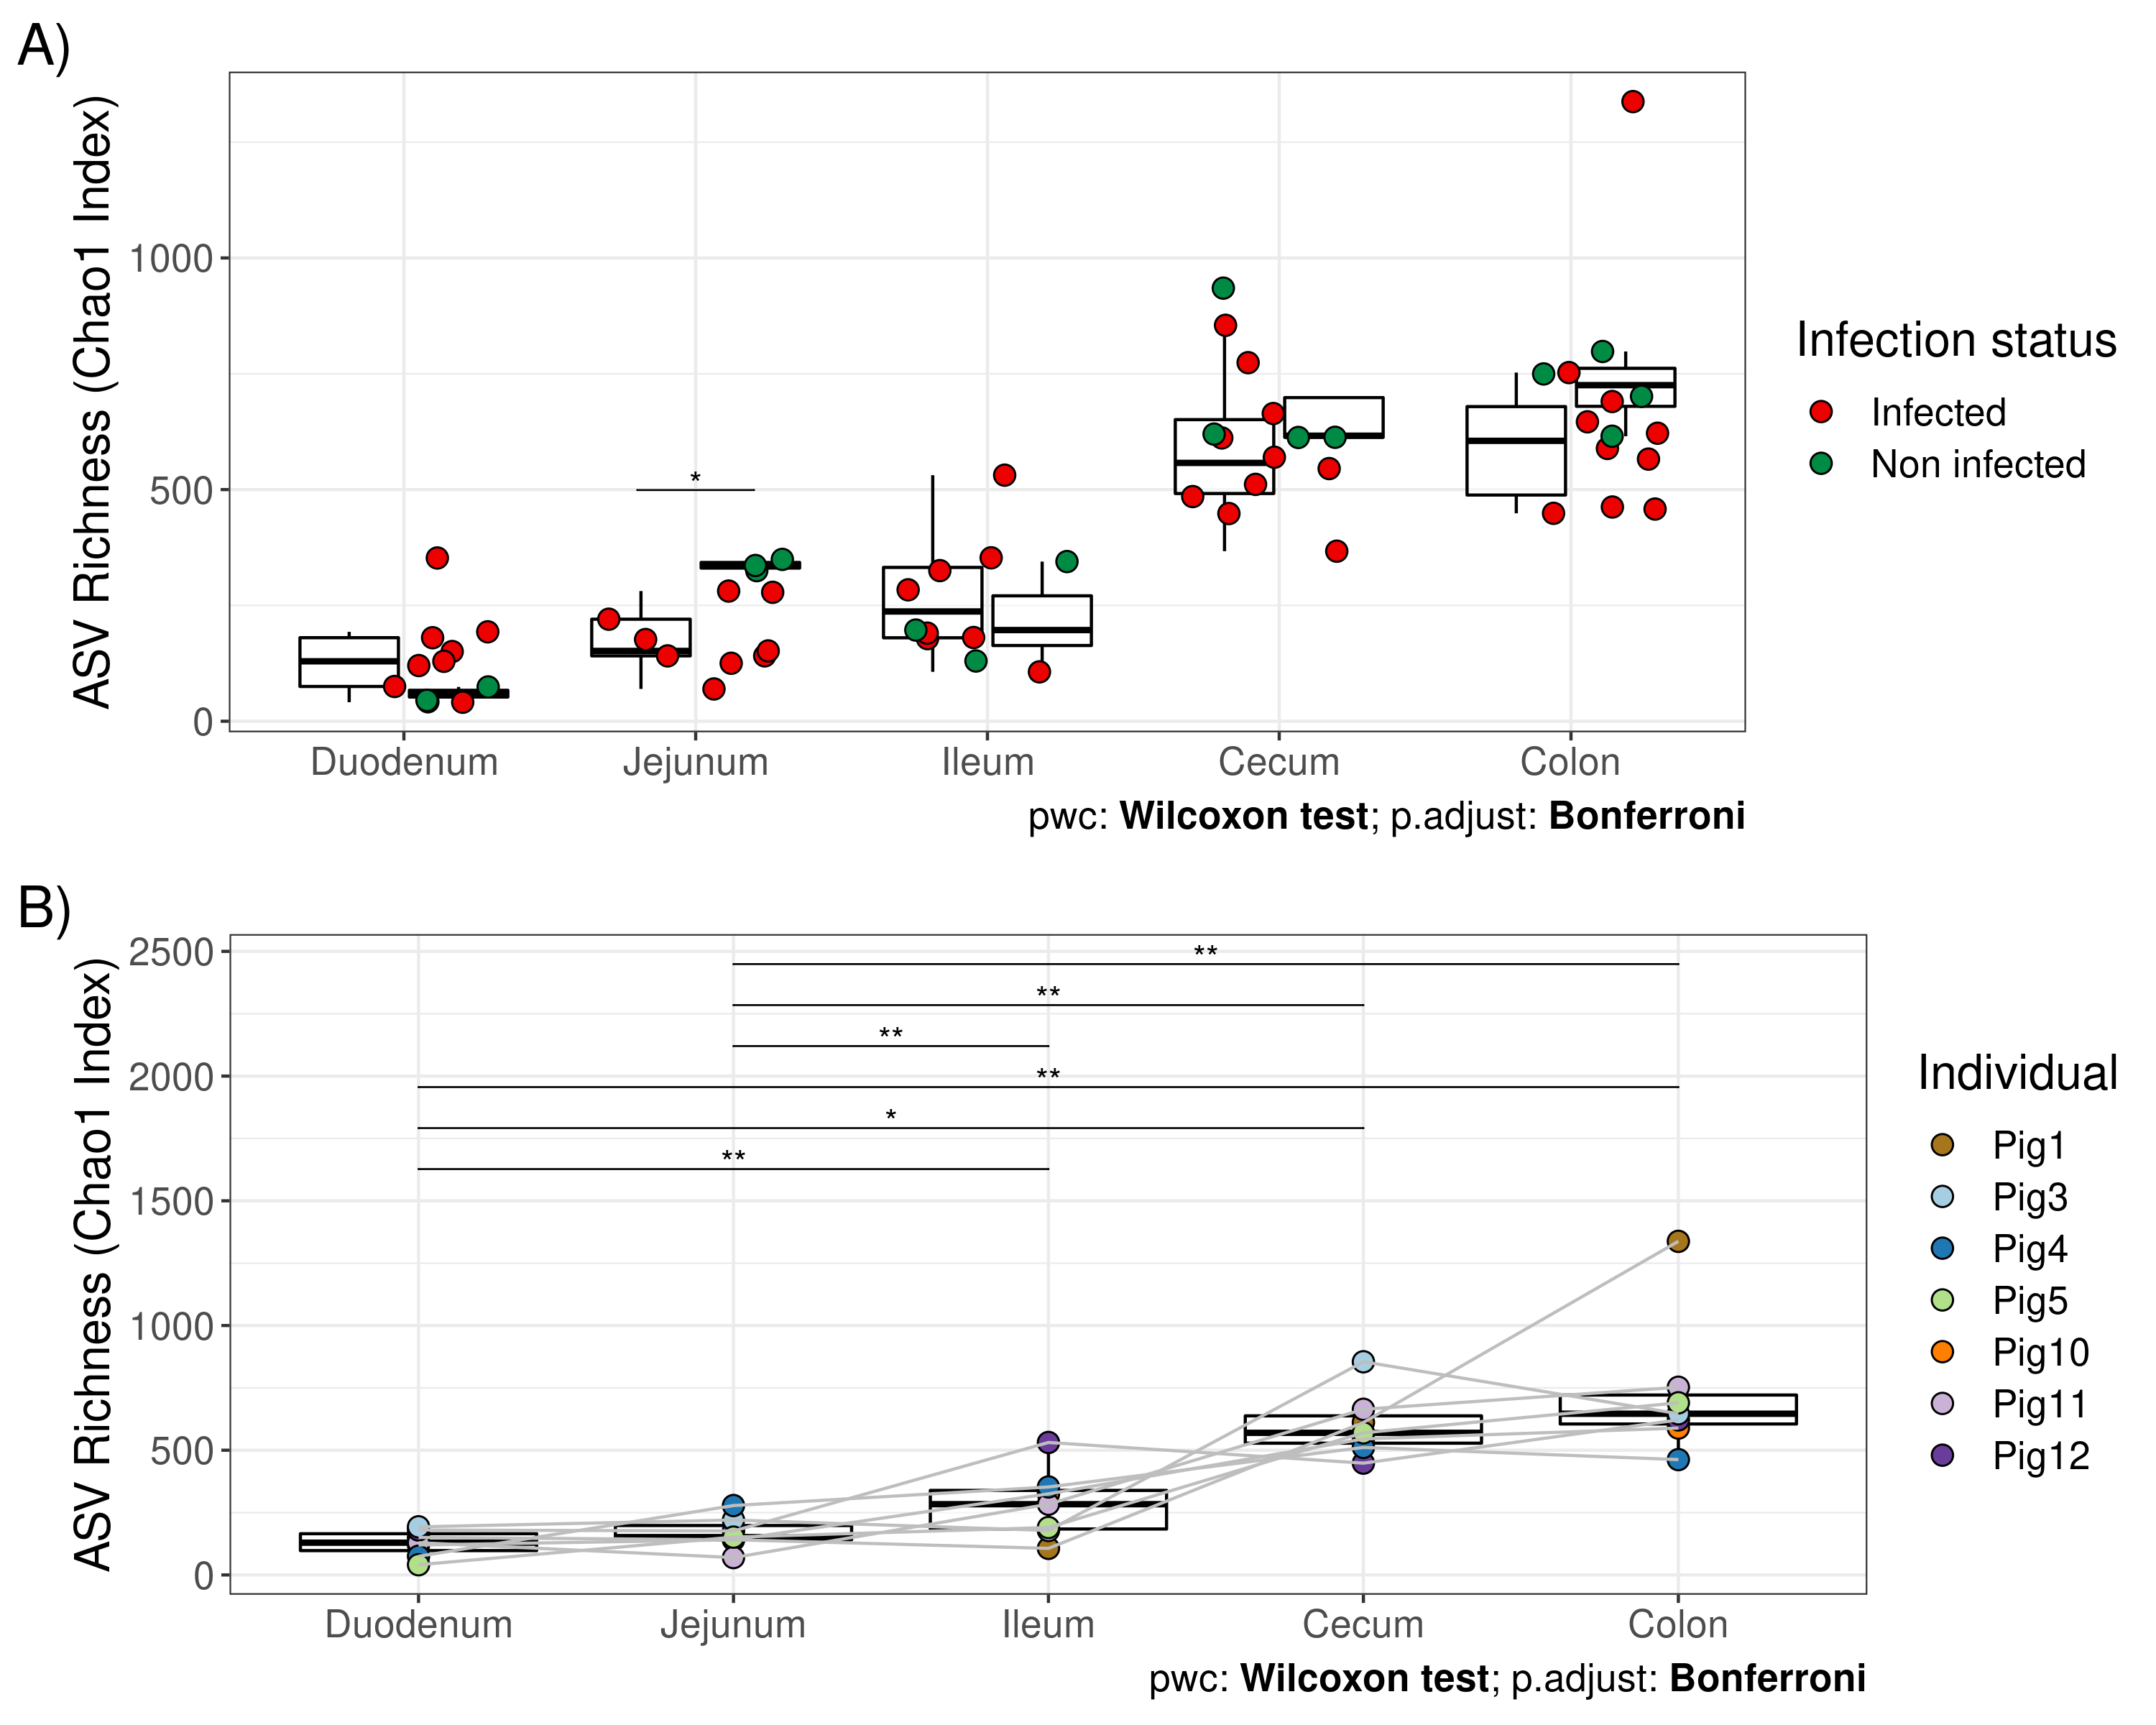 A)
ASV Richness (Chao1 Index)
1000
500
0
*
Duodenum Jejunum Ileum Cecum Colon
pwc: Wilcoxon test; p.adjust: Bonferroni
Infection status
Infected
Non infected
B)
ASV Richness (Chao1 Index)
2500
2000
1500
1000
500
0
**
**
**
**
*
**
Duodenum Jejunum Ileum Cecum Colon
pwc: Wilcoxon test; p.adjust: Bonferroni
Individual
Pig1
Pig3
Pig4
Pig5
Pig10
Pig11
Pig12